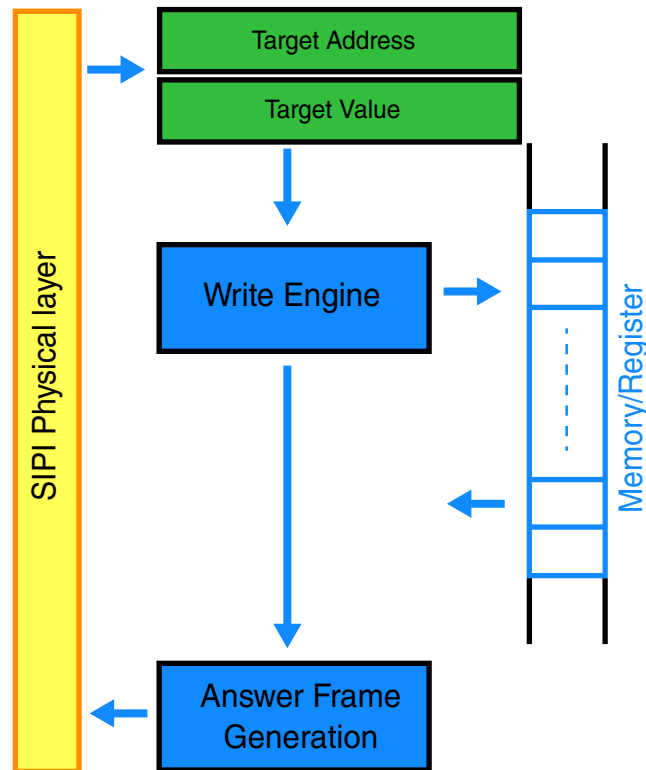 Target Address
Target Value
SIPI Physical layer
Write Engine
Memory/Register
Answer Frame
Generation